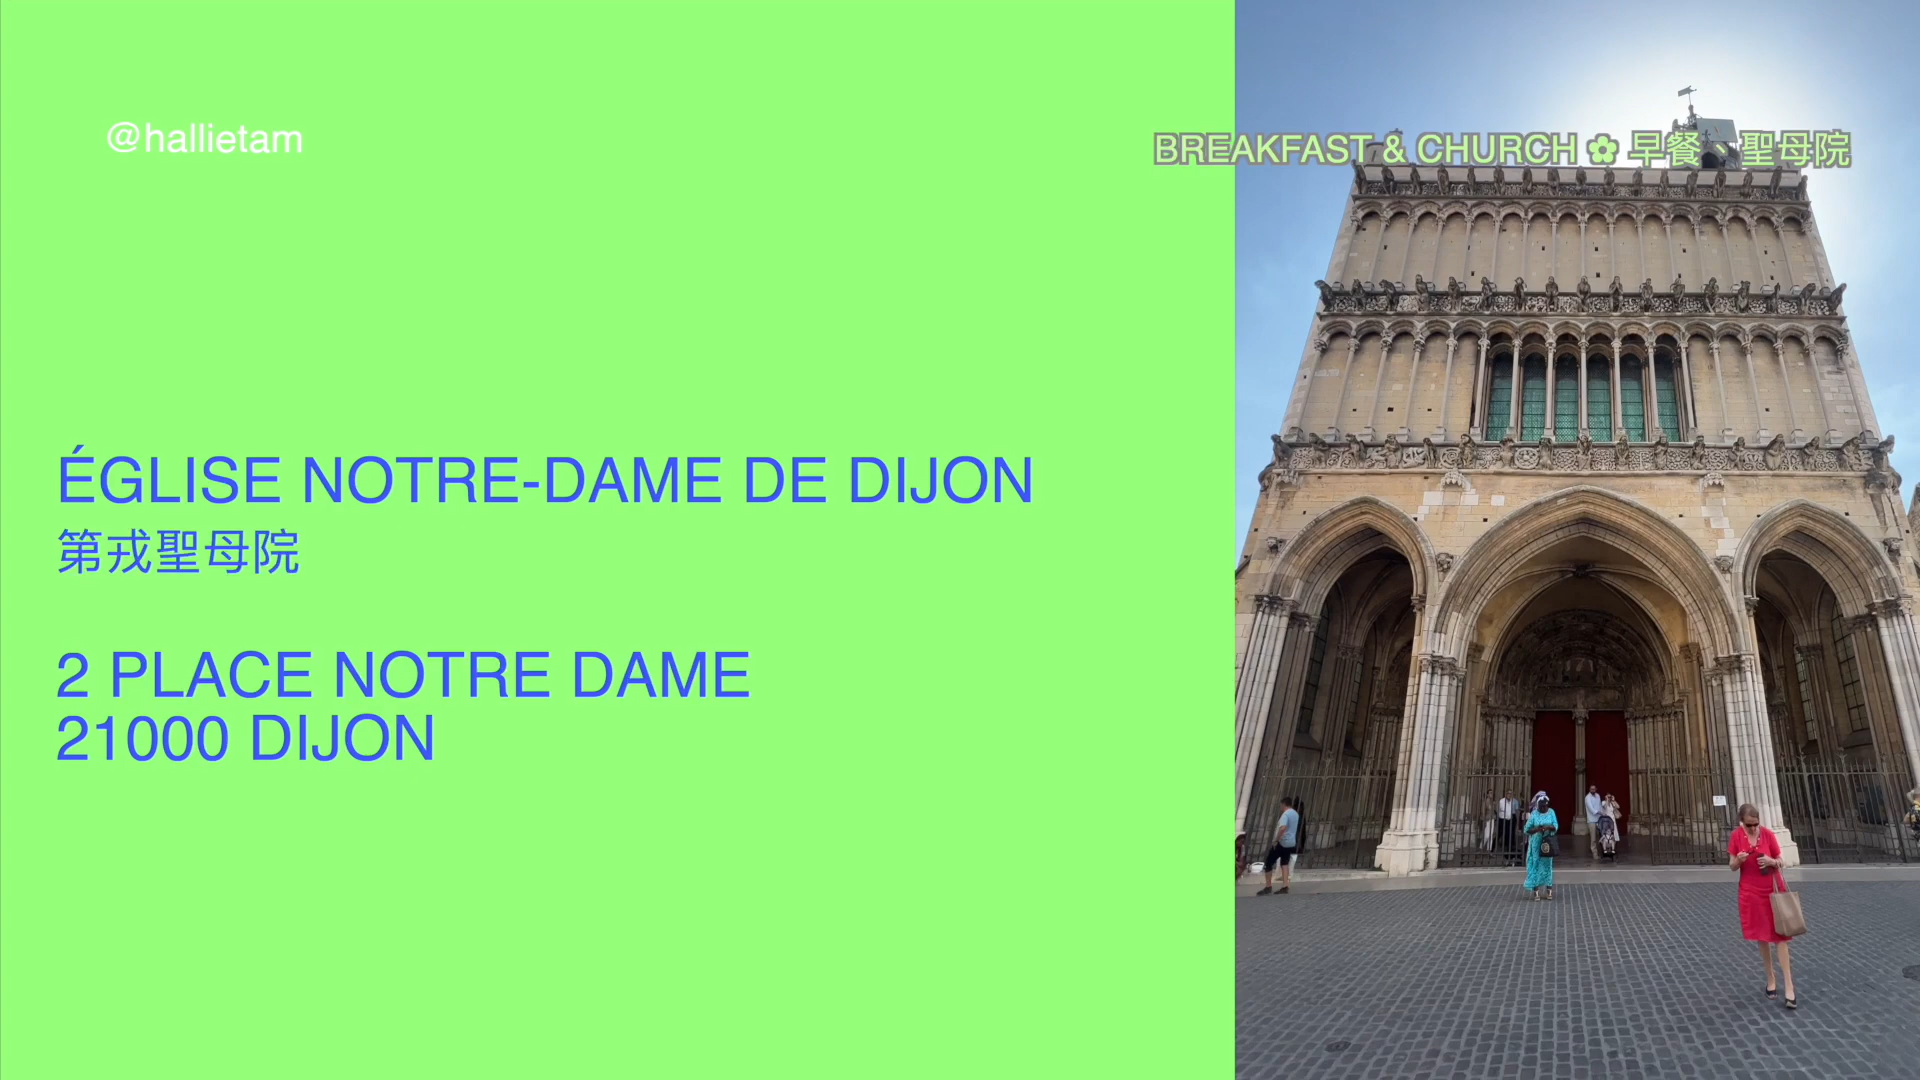 @hallietam
BREAKFAST & CHURCH ✿ 早餐、聖母院
ÉGLISE NOTRE-DAME DE DIJON
第戎聖母院
2 PLACE NOTRE DAME
21000 DIJON